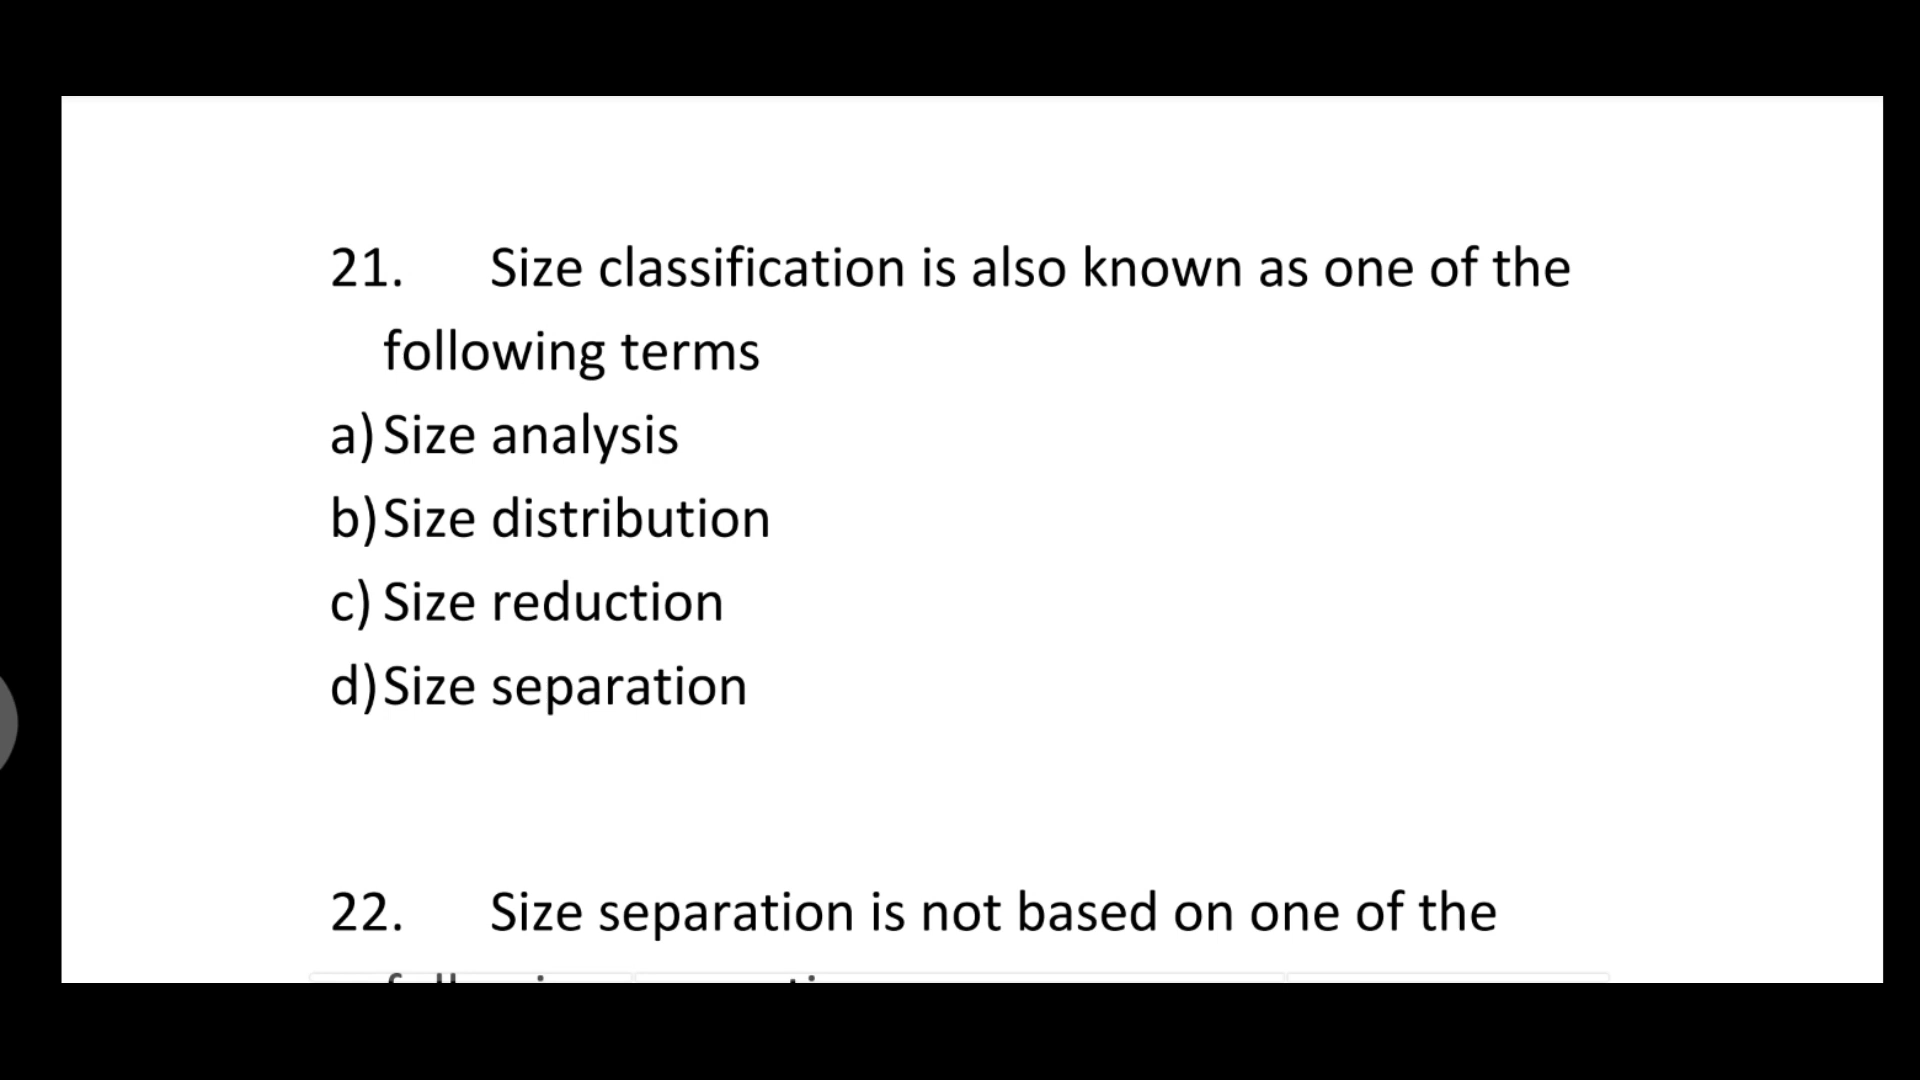 21. Size classification is also known as one of the
following terms
a) Size analysis
b) Size distribution
c) Size reduction
d) Size separation
22. Size separation is not based on one of the